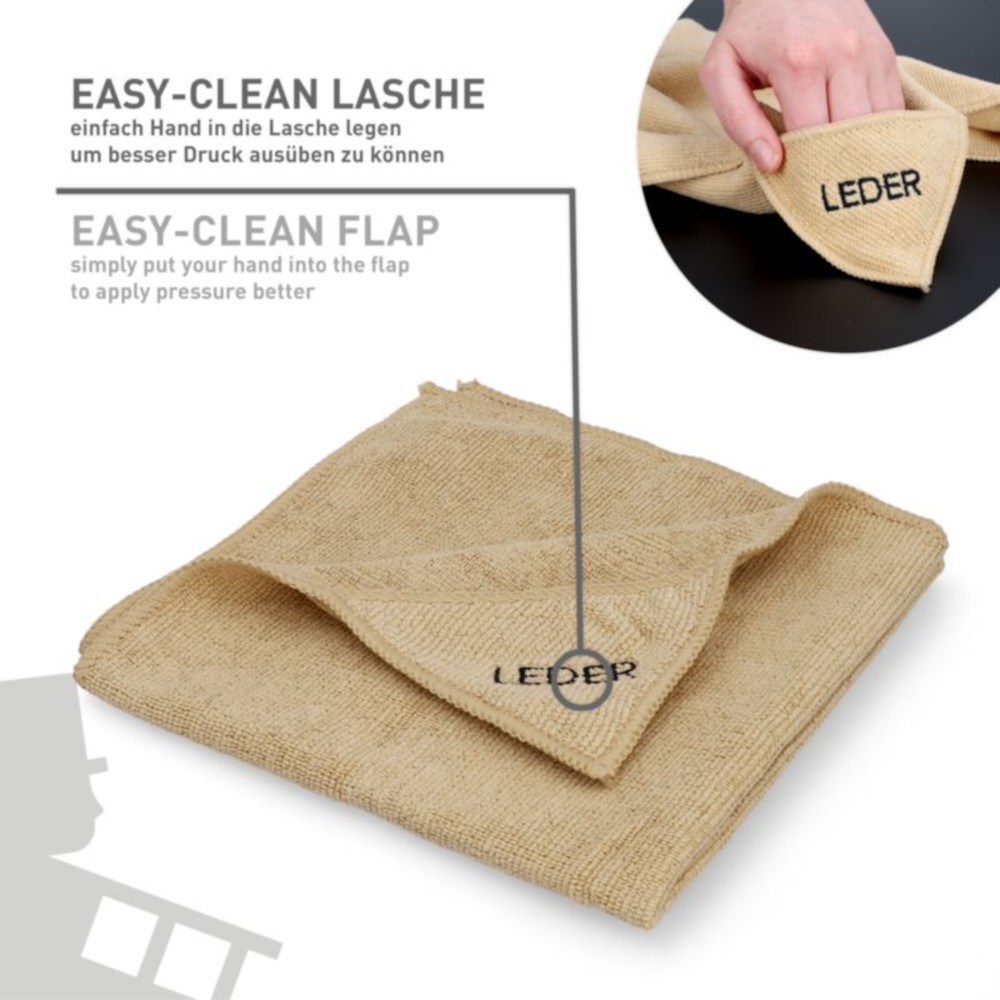 EASY-CLEAN LASCHE
einfach Hand in die Lasche legen
um besser Druck ausüben zu können
EASY-CLEAN FLAP
simply put your hand into the flap
to apply pressure better
LEDER
LEDER